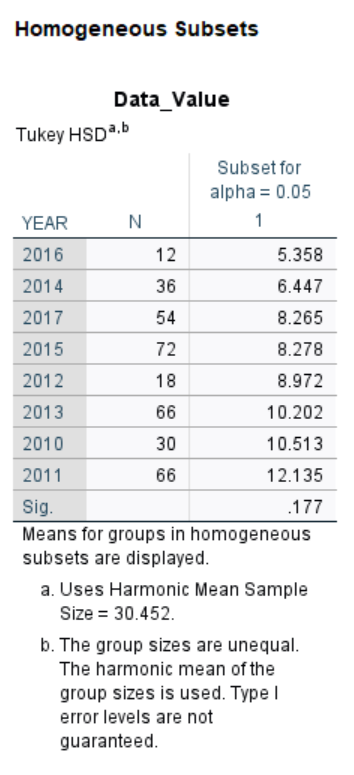 Homogeneous Subsets
Data_Value
Tukey HSDa,b
Subset for
alpha = 0.05
YEAR N 1
2016 12 5.358
2014 36 6.447
2017 54 8.265
2015 72 8.278
2012 18 8.972
2013 66 10.202
2010 30 10.513
2011 66 12.135
Sig. .177
Means for groups in homogeneous
subsets are displayed.
a. Uses Harmonic Mean Sample
Size = 30.452.
b. The group sizes are unequal.
The harmonic mean of the
group sizes is used. Type I
error levels are not
guaranteed.